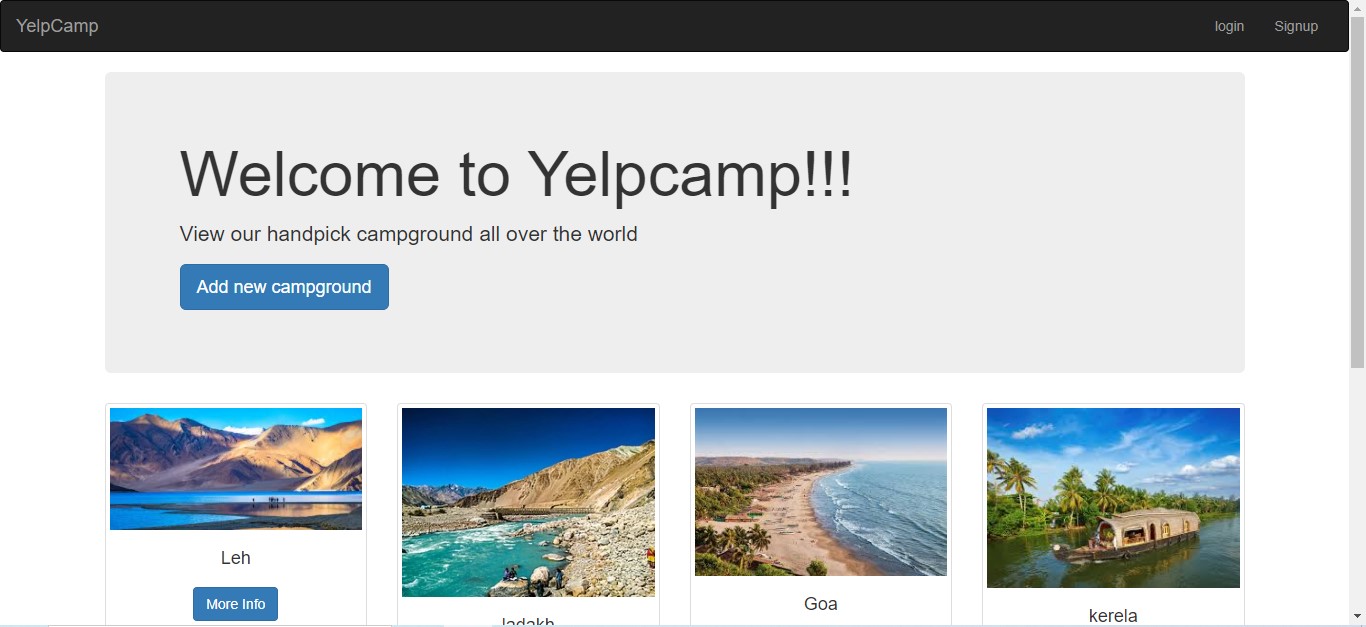 YelpCamp
login
Signup
Welcome to Yelpcamp!!!
View our handpick campground all over the world
Add new campground
Leh
More Info
ladakh
Goa
kerela